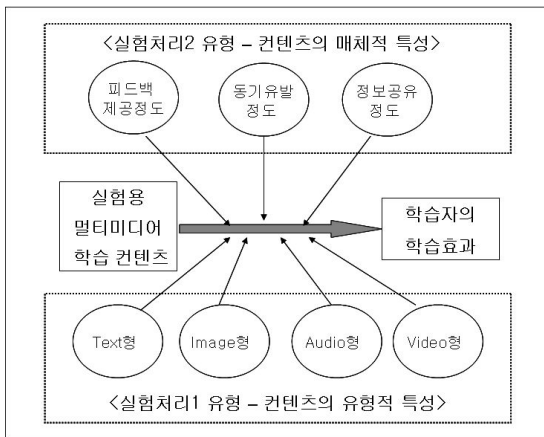 <실험처리2 유형 – 컨텐츠의 매체적 특성>
피드백
제공정도
동기유발
정도
정보공유
정도
실험용
멀티미디어
학습 컨텐츠
학습자의
학습효과
Text형
Image형
Audio형
Video형
<실험처리1 유형 – 컨텐츠의 유형적 특성>